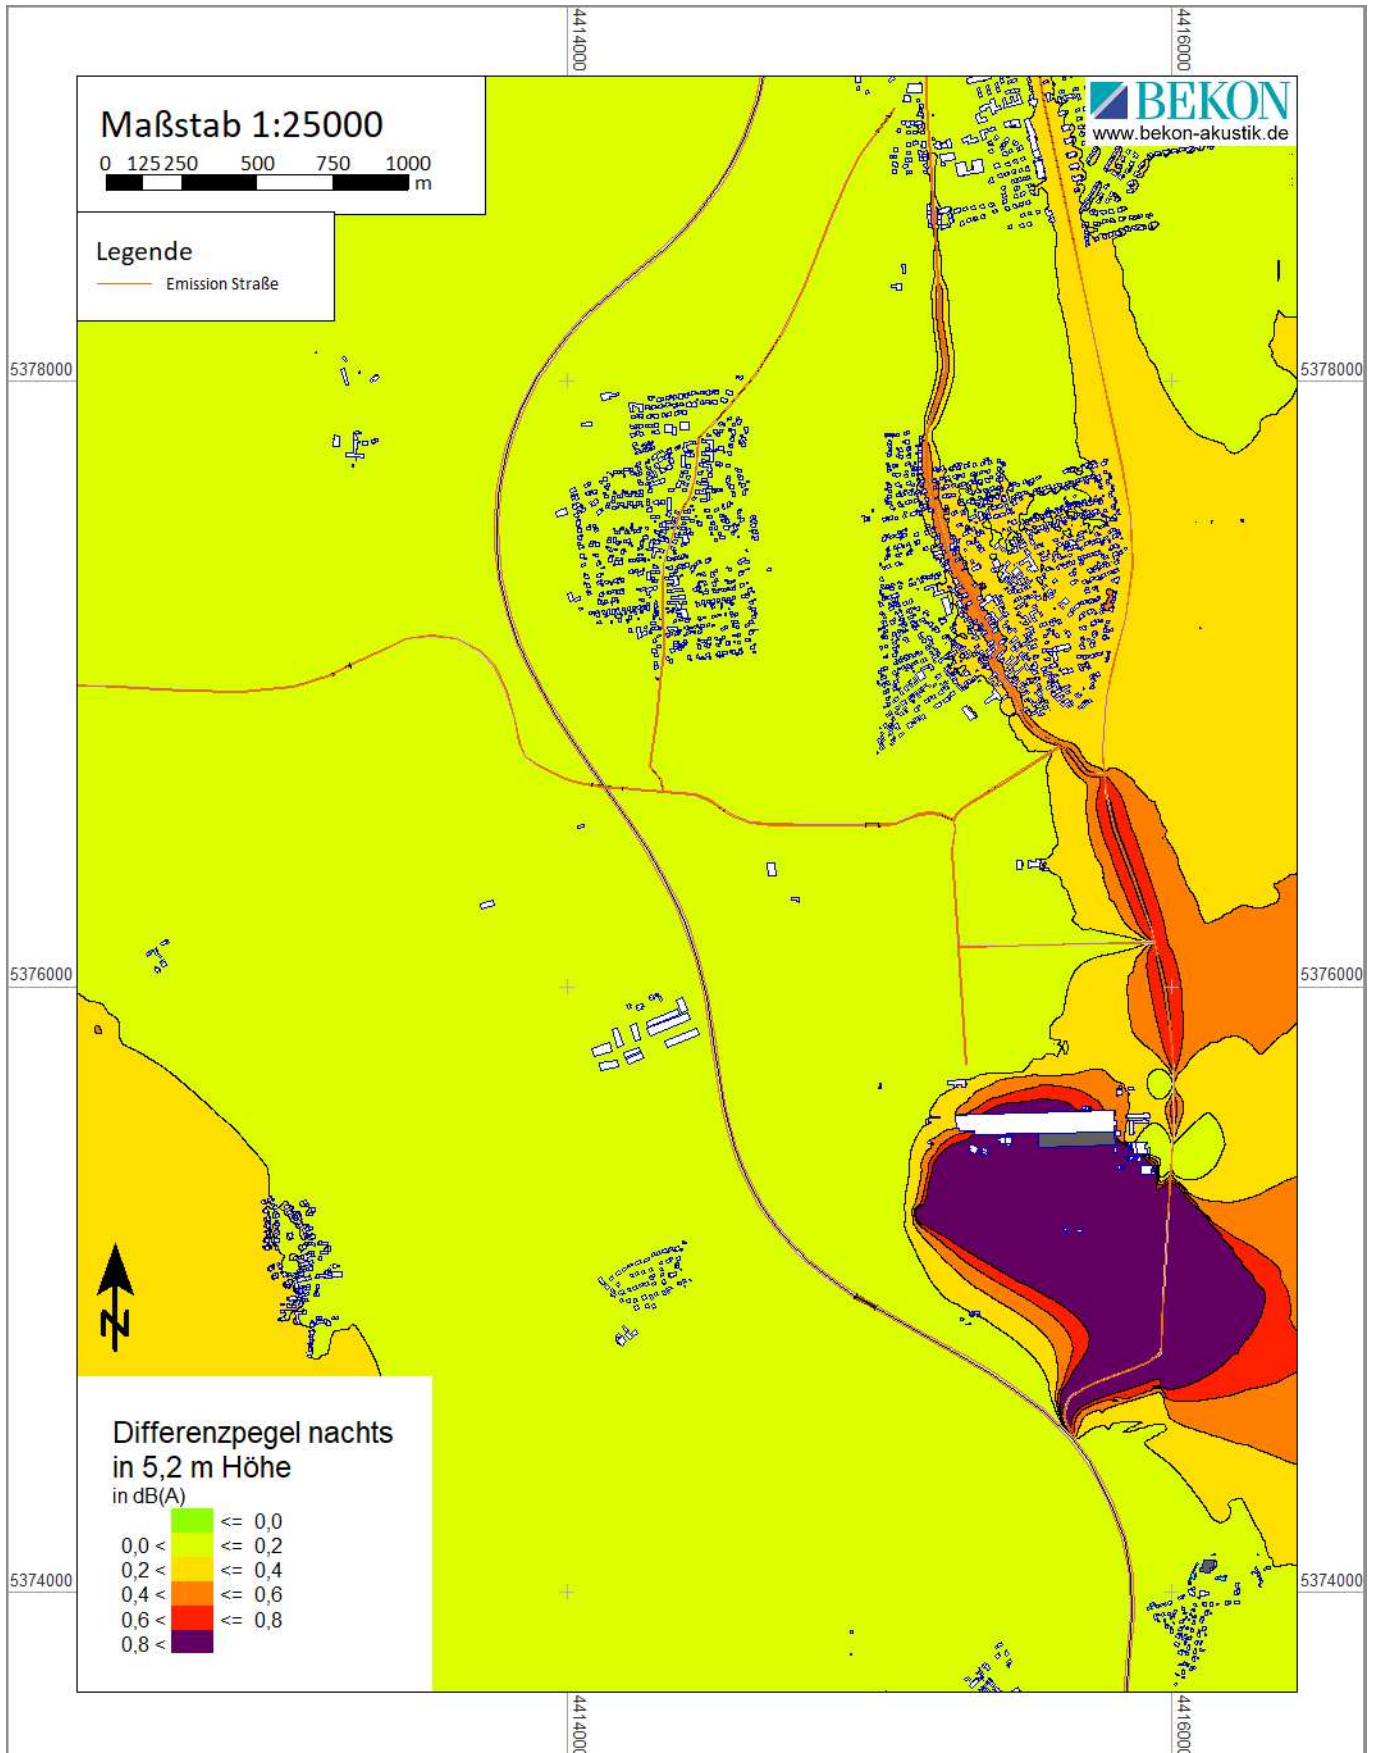 4414000
4416000
Maßstab 1:25000
0 125 250 500 750 1000
m
BEKON
www.bekon-akustik.de
Legende
Emission Straße
5378000
5378000
5376000
5376000
N
Differenzpegel nachts
in 5,2 m Höhe
in dB(A)
<= 0,0
0,0 < <= 0,2
0,2 < <= 0,4
0,4 < <= 0,6
0,6 < <= 0,8
0,8 <
5374000
5374000
4414000
4416000